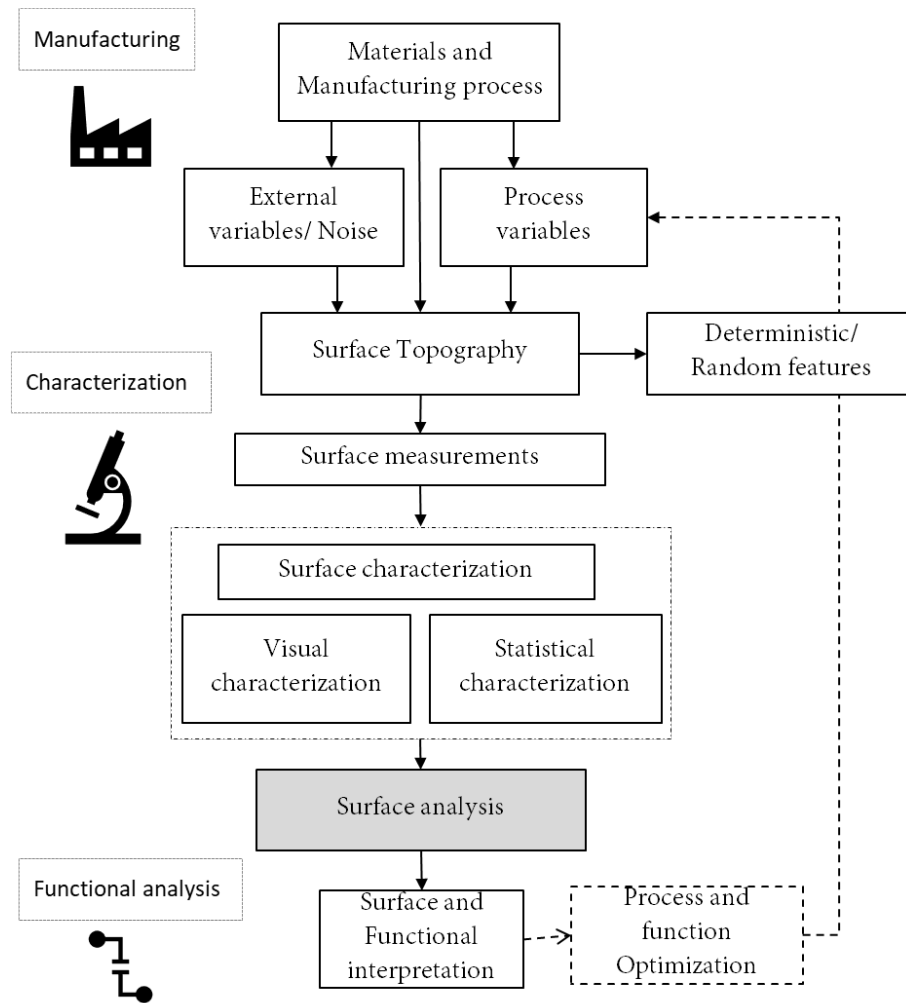 Manufacturing
Materials and
Manufacturing process
External
variables/ Noise
Process
variables
Surface Topography
Deterministic/
Random features
Characterization
Surface measurements
Surface characterization
Visual
characterization
Statistical
characterization
Surface analysis
Functional analysis
Surface and
Functional
interpretation
Process and
function
Optimization